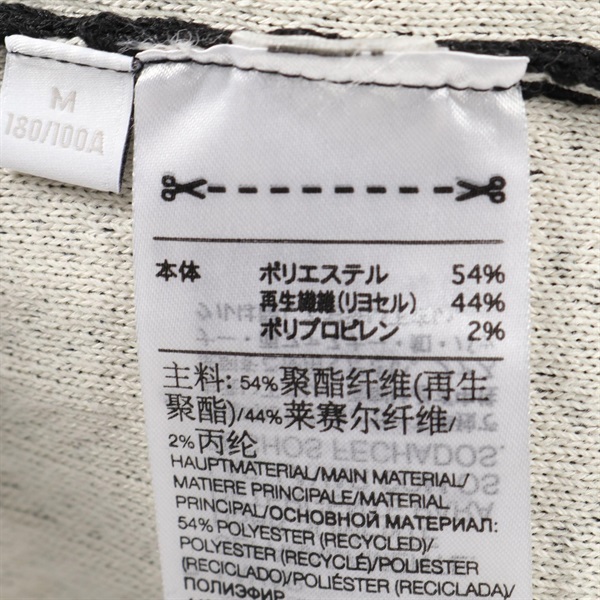 M
180/100A
本体 ポリエステル 54%
再生繊維(リヨセル) 44%
ポリプロピレン 2%
主料: 54%聚酯纤维(再生
聚酯)/44%莱赛尔纤维/
2%丙纶
HAUPTMATERIAL/MAIN MATERIAL/
MATIERE PRINCIPALE/MATERIAL
PRINCIPAL/ОСНОВНОЙ МАТЕРИАЛ:
54% POLYESTER (RECYCLED)/
POLYESTER (RECYCLÉ)/POLIESTER
(RECICLADO)/POLIÉSTER (RECICLADA)/
ПОЛИЭФИР